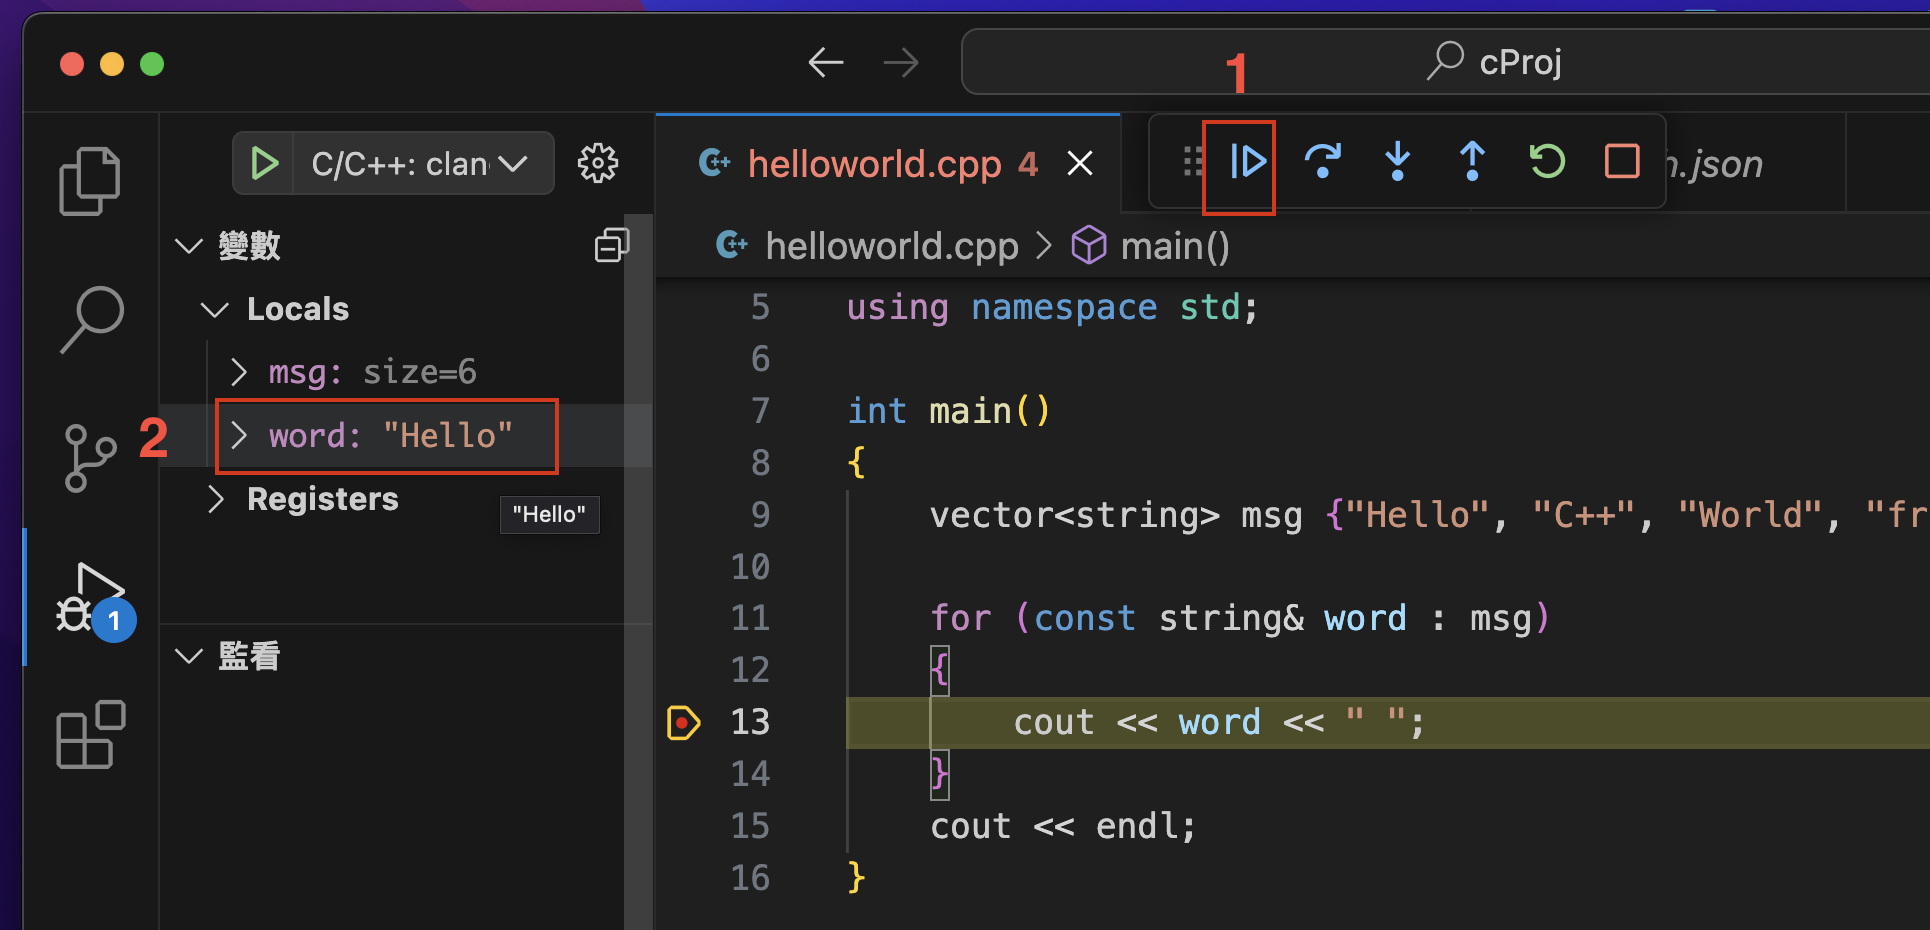 cProj
1
C/C++: clan
helloworld.cpp 4
n.json
變數
helloworld.cpp > main()
Locals
msg: size=6
2
word: "Hello"
Registers
"Hello"
1
監看
5 using namespace std;
6
7 int main()
8 {
9 vector<string> msg {"Hello", "C++", "World", "fr
10
11 for (const string& word : msg)
12 {
13 cout << word << " ";
14 }
15 cout << endl;
16 }